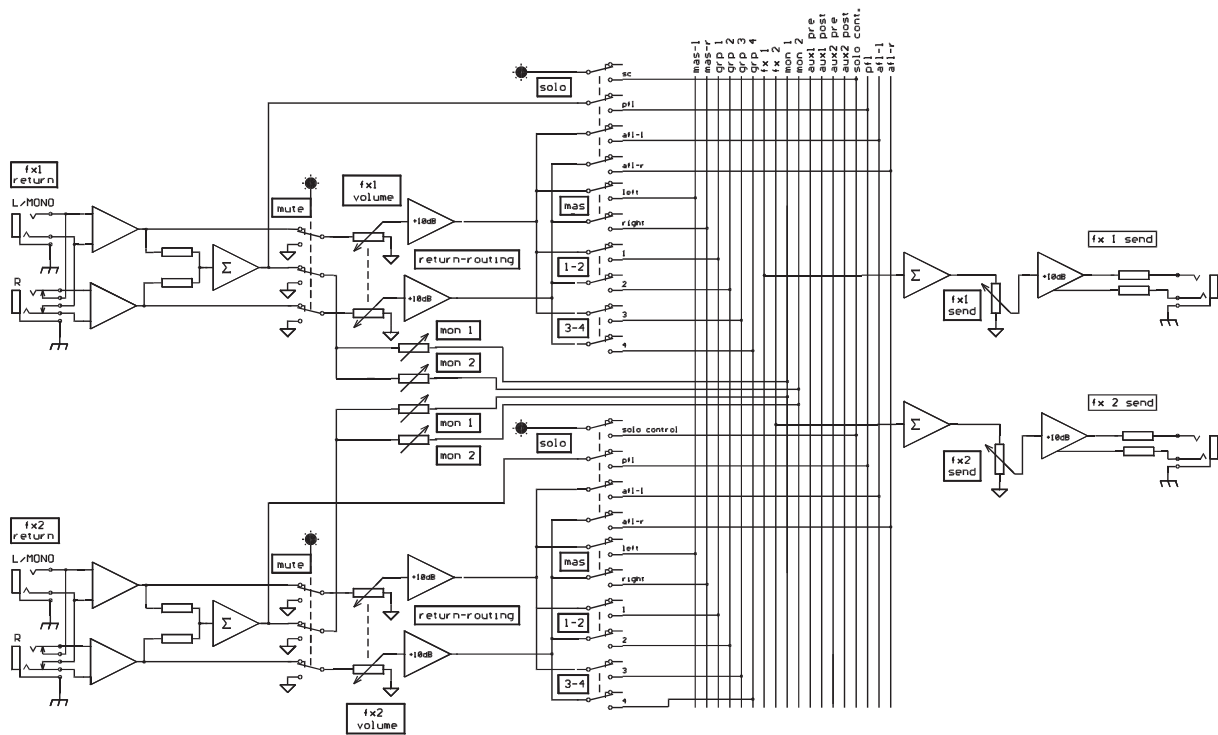 mas-l
mas-r
grp 1
grp 2
grp 3
grp 4
fx 1
fx 2
mon 1
mon 2
aux1 pre
aux1 post
aux2 pre
aux2 post
solo cont.
pfl
afl-l
afl-r
solo
sc
pfl
afl-l
afl-r
fx1
return
L/MONO
R
mute
fx1
volume
+10dB
return-routing
+10dB
Σ
mas
left
right
1-2
1
2
3-4
3
4
mon 1
mon 2
mon 1
mon 2
Σ
fx1
send
+10dB
fx 1 send
Σ
fx2
send
+10dB
fx 2 send
solo
solo control
pfl
afl-l
afl-r
fx2
return
L/MONO
R
mute
+10dB
return-routing
+10dB
Σ
mas
left
right
1-2
1
2
3-4
3
4
fx2
volume